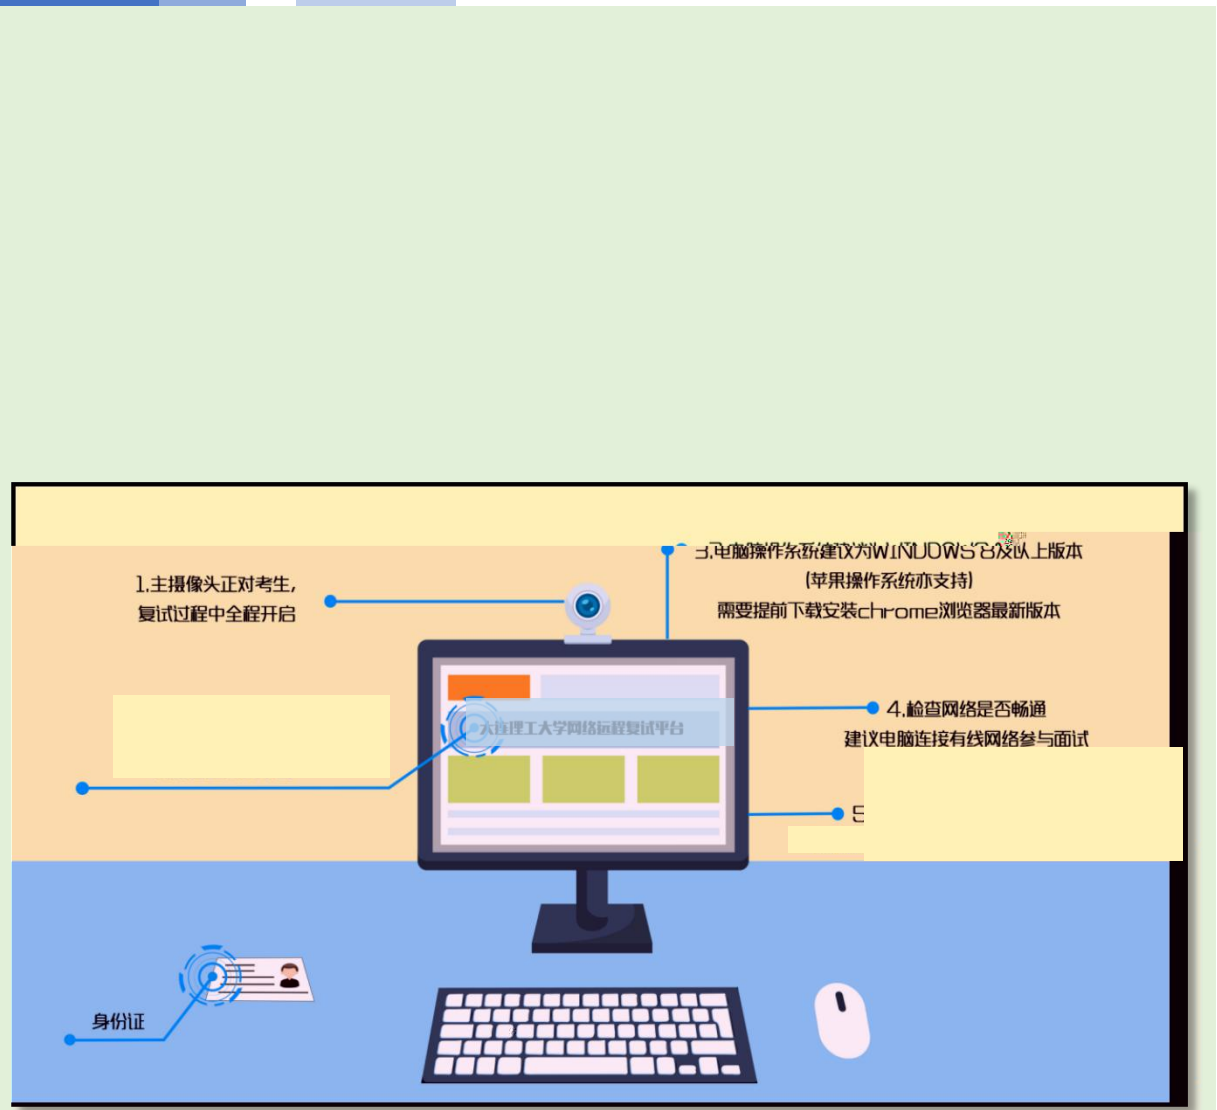 3.电脑操作系统建议为WINDOWS 8及以上版本
(苹果操作系统亦支持)
需要提前下载安装chrome浏览器最新版本
1.主摄像头正对考生,
复试过程中全程开启
4.检查网络是否畅通
建议电脑连接有线网络参与面试
大连理工大学网络远程复试平台
5
身份证